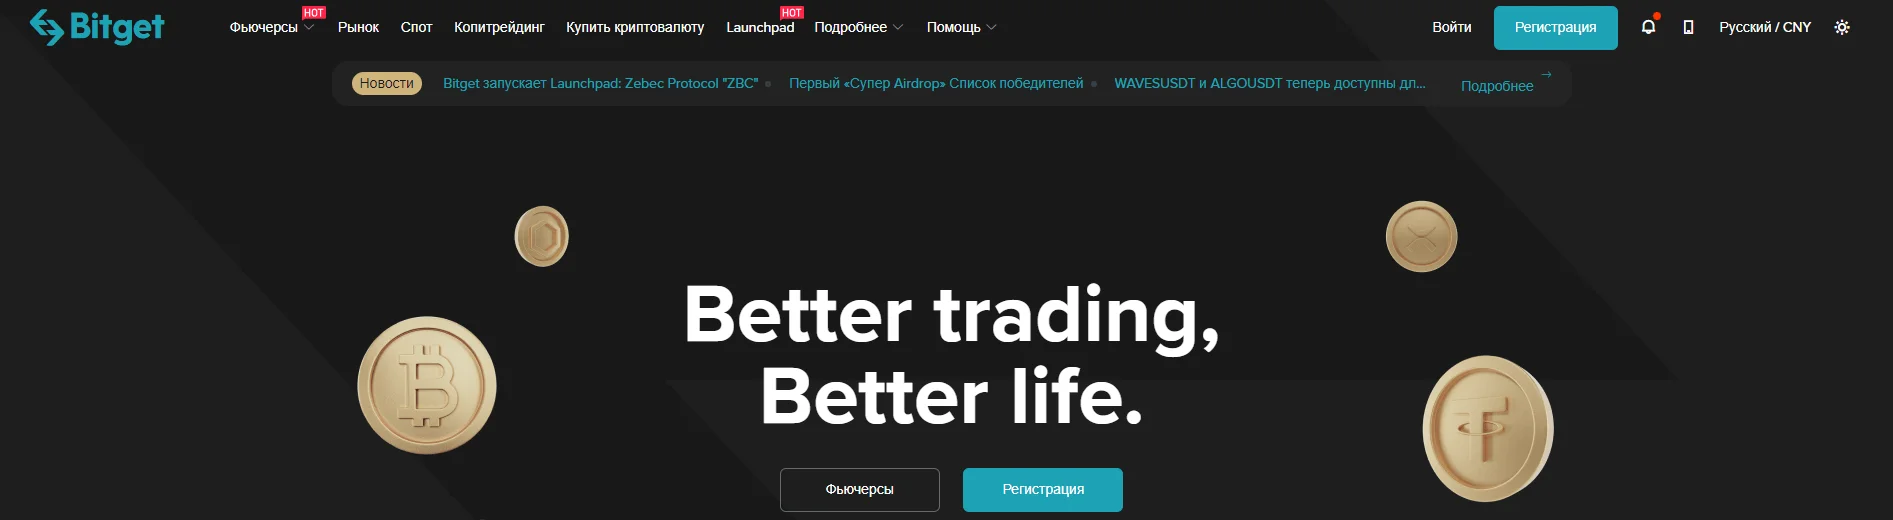 Bitget
Фьючерсы HOT Рынок Спот Копитрейдинг Купить криптовалюту Launchpad HOT Подробнее Помощь Войти Регистрация Русский / CNY
Новости Bitget запускает Launchpad: Zebec Protocol "ZBC" Первый «Супер Airdrop» Список победителей WAVESUSDT и ALGOUSDT теперь доступны дл... Подробнее →
Better trading,
Better life.
Фьючерсы Регистрация